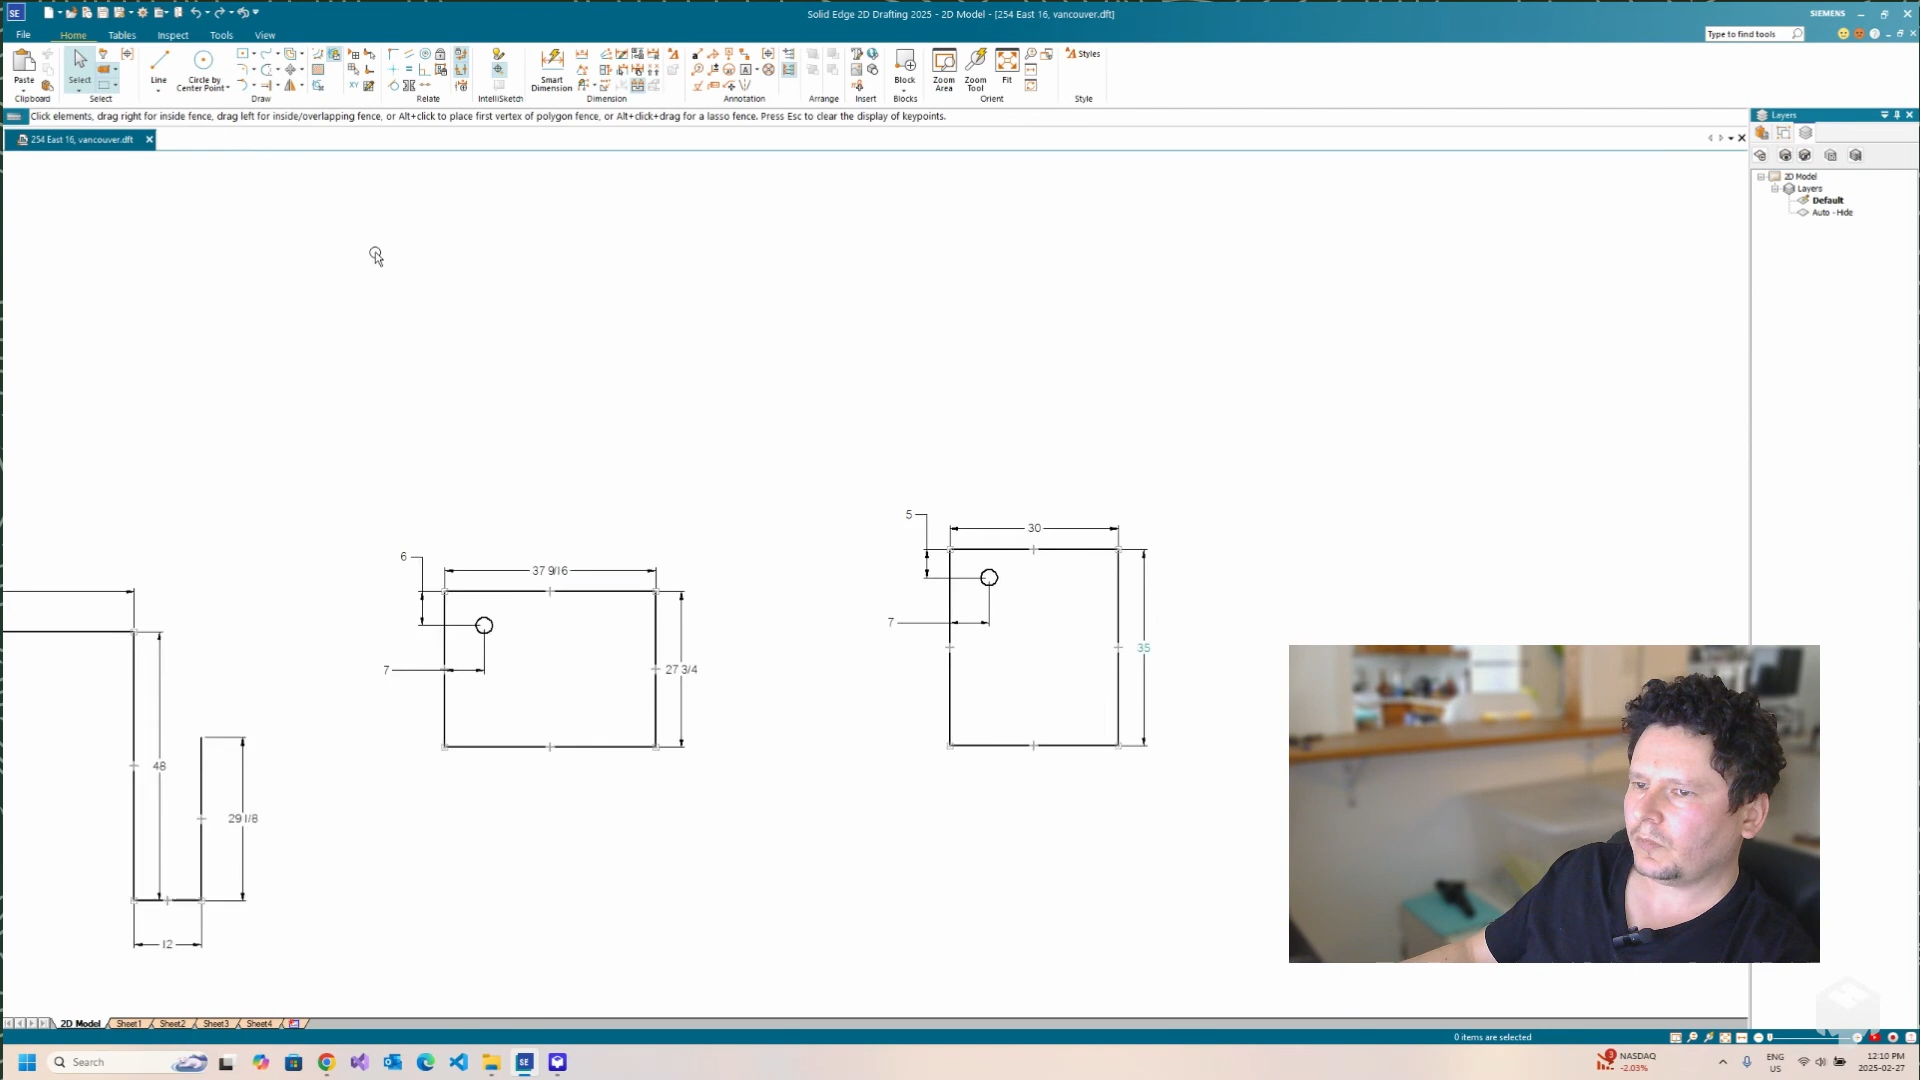 SE
Solid Edge 2D Drafting 2025 - 2D Model - [254 East 16, vancouver.dft]
SIEMENS
File Home Tables Inspect Tools View
Type to find tools
Paste
Select
Line
Circle by
Center Point
Smart
Dimension
Block
Zoom
Area
Zoom
Tool
Fit
Styles
Clipboard Select Draw Relate IntelliSketch Dimension Annotation Arrange Insert Blocks Orient Style
Click elements, drag right for inside fence, drag left for inside/overlapping fence, or Alt+click to place first vertex of polygon fence, or Alt+click+drag for a lasso fence. Press Esc to clear the display of keypoints.
Layers
254 East 16, vancouver.dft
2D Model
Layers
Default
Auto - Hide
5
30
6
37 9/16
7
35
7
27 3/4
48
29 1/8
12
2D Model Sheet1 Sheet2 Sheet3 Sheet4
0 items are selected
Search
NASDAQ
-2.03%
ENG
US
12:10 PM
2025-02-27